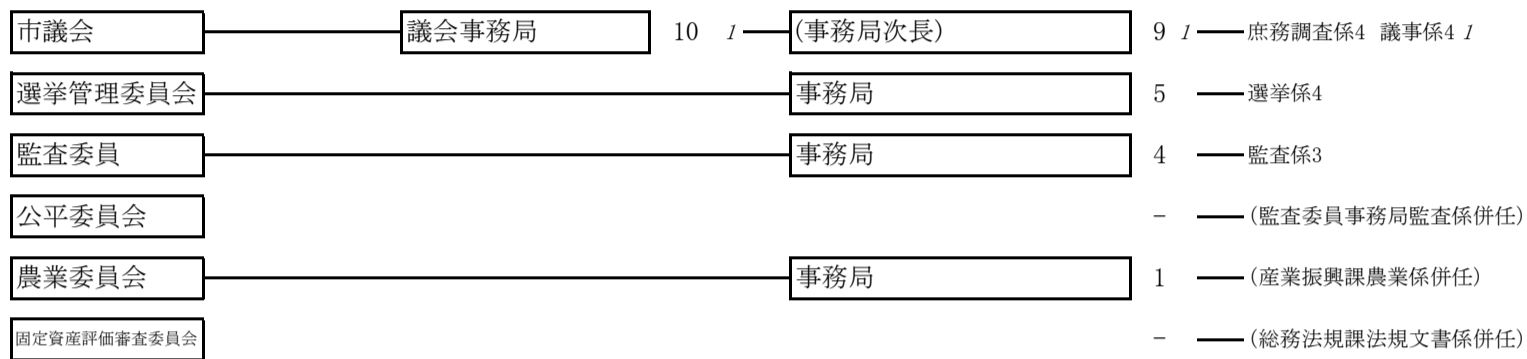 市議会 議会事務局 10 1 (事務局次長) 9 1 庶務調査係4 議事係4 1
選挙管理委員会 事務局 5 選挙係4
監査委員 事務局 4 監査係3
公平委員会 － (監査委員事務局監査係併任)
農業委員会 事務局 1 (産業振興課農業係併任)
固定資産評価審査委員会 － (総務法規課法規文書係併任)